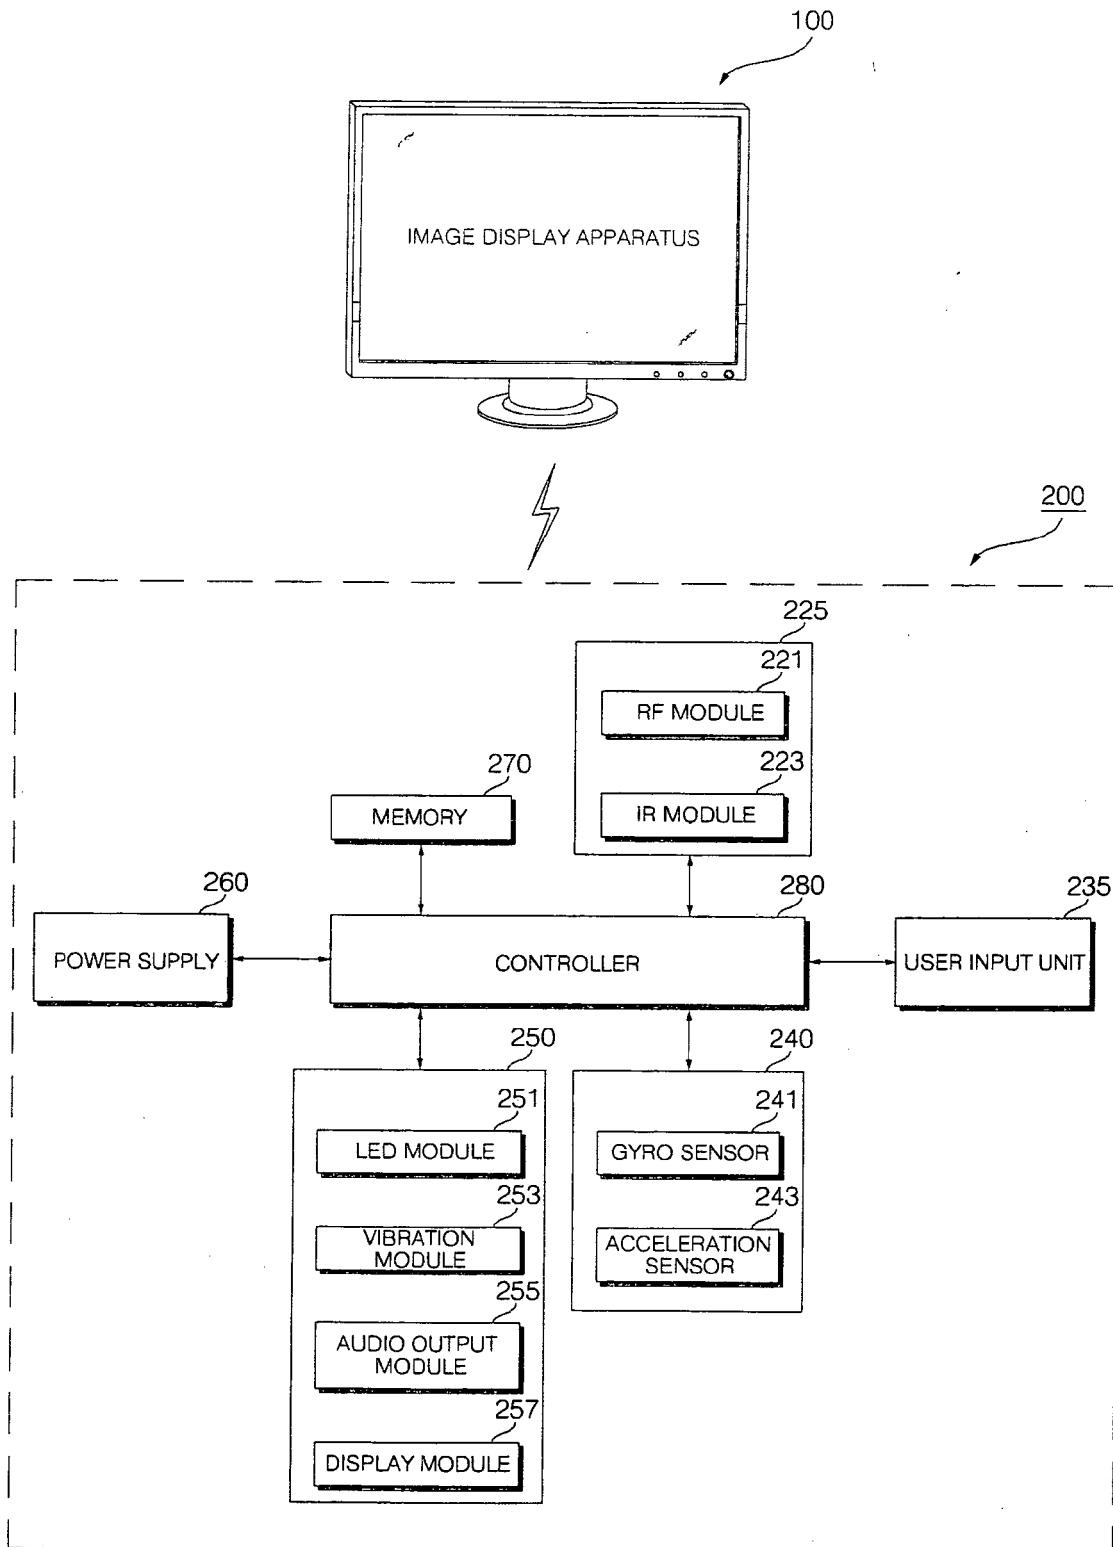 100
IMAGE DISPLAY APPARATUS
200
225
221
RF MODULE
270
223
MEMORY
IR MODULE
260
280
235
POWER SUPPLY
CONTROLLER
USER INPUT UNIT
250
240
251
241
LED MODULE
GYRO SENSOR
253
243
VIBRATION
MODULE
ACCELERATION
SENSOR
255
AUDIO OUTPUT
MODULE
257
DISPLAY MODULE